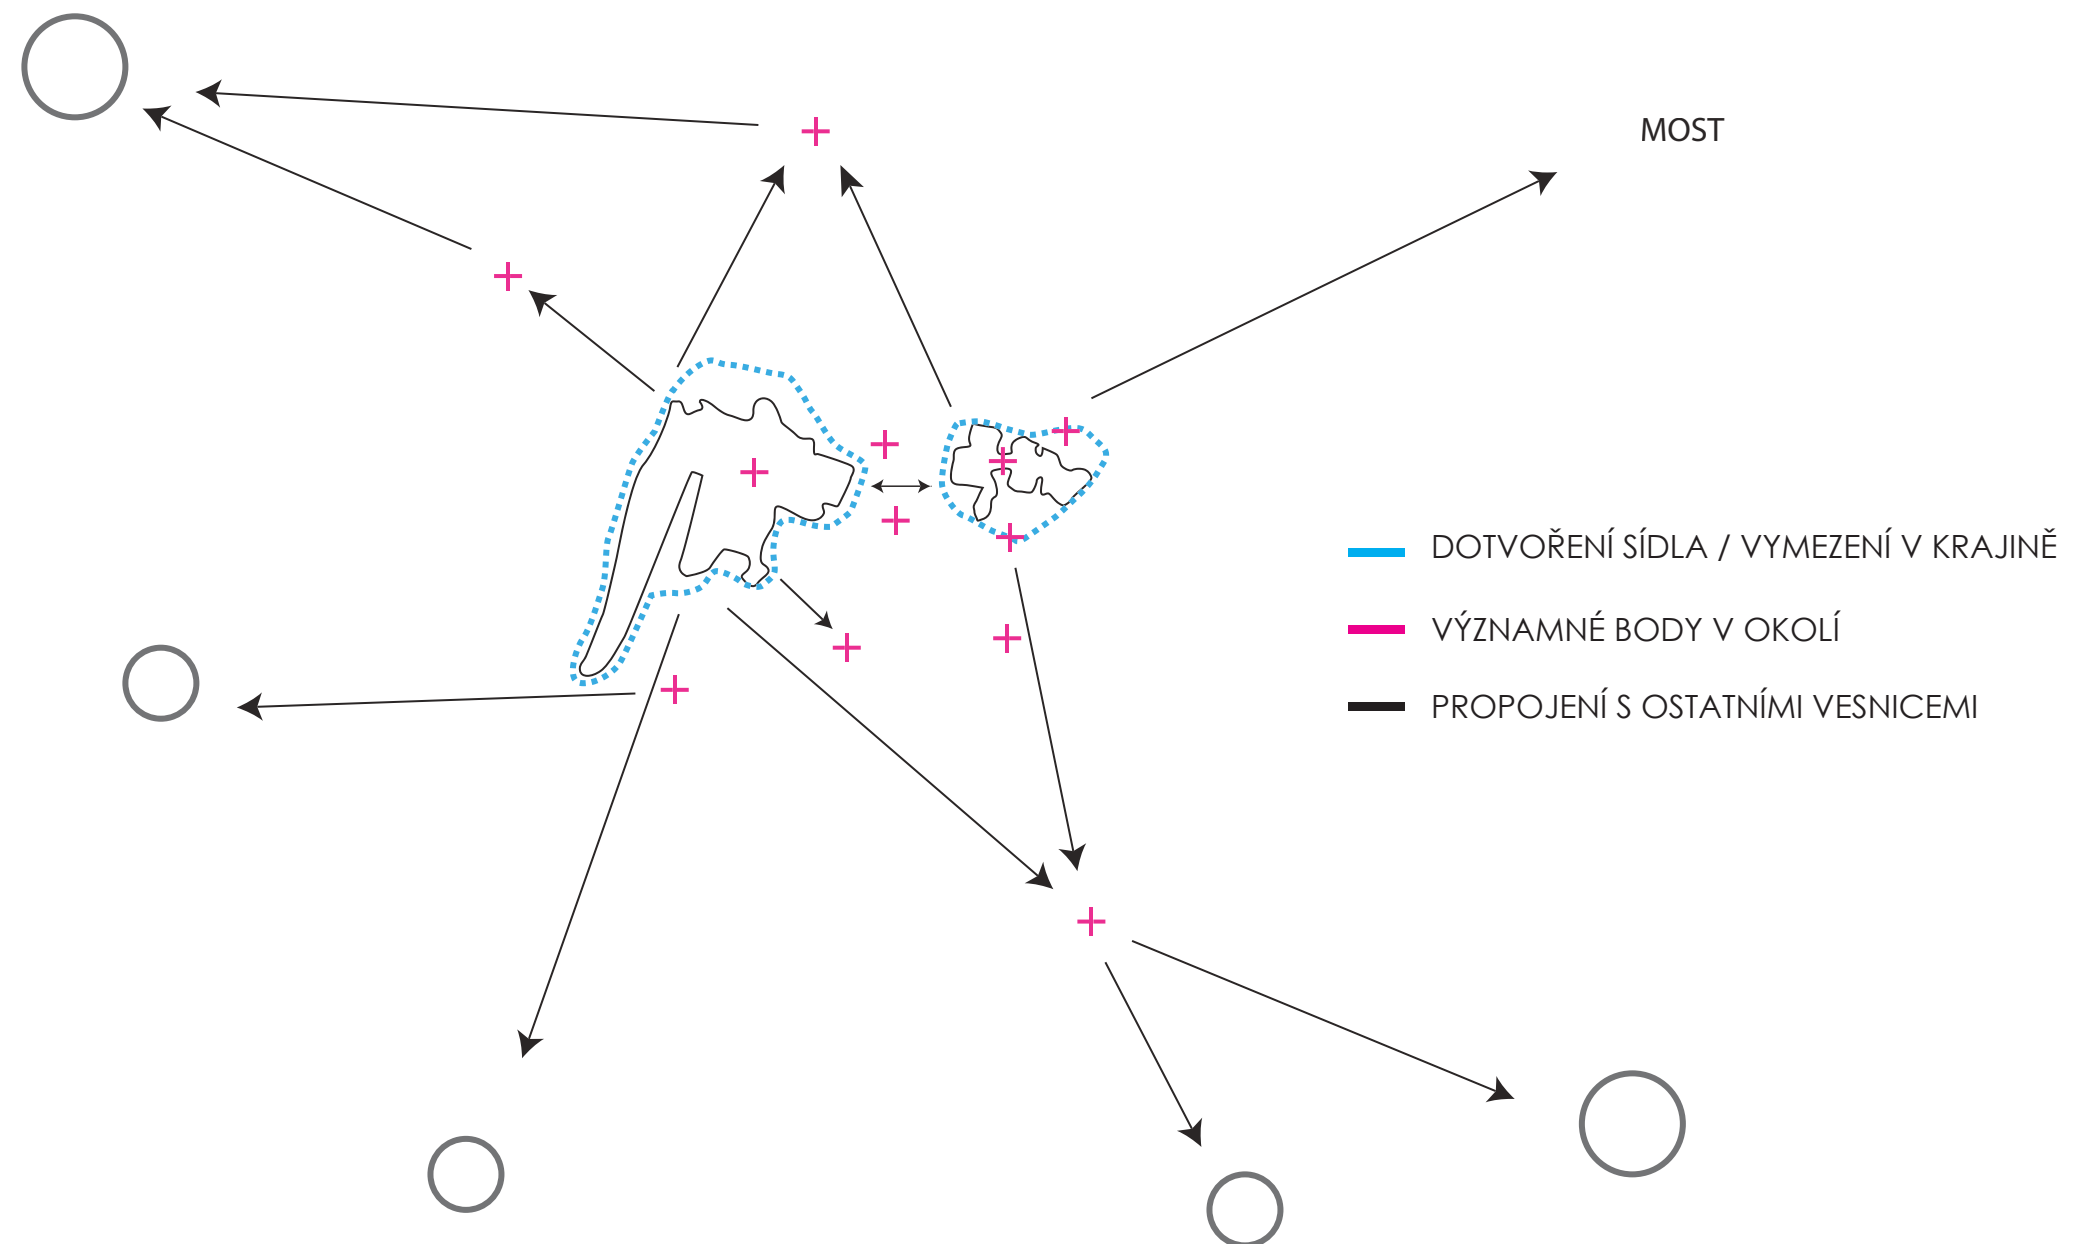 MOST
DOTVOŘENÍ SÍDLA / VYMEZENÍ V KRAJINĚ
VÝZNAMNÉ BODY V OKOLÍ
PROPOJENÍ S OSTATNÍMI VESNICEMI